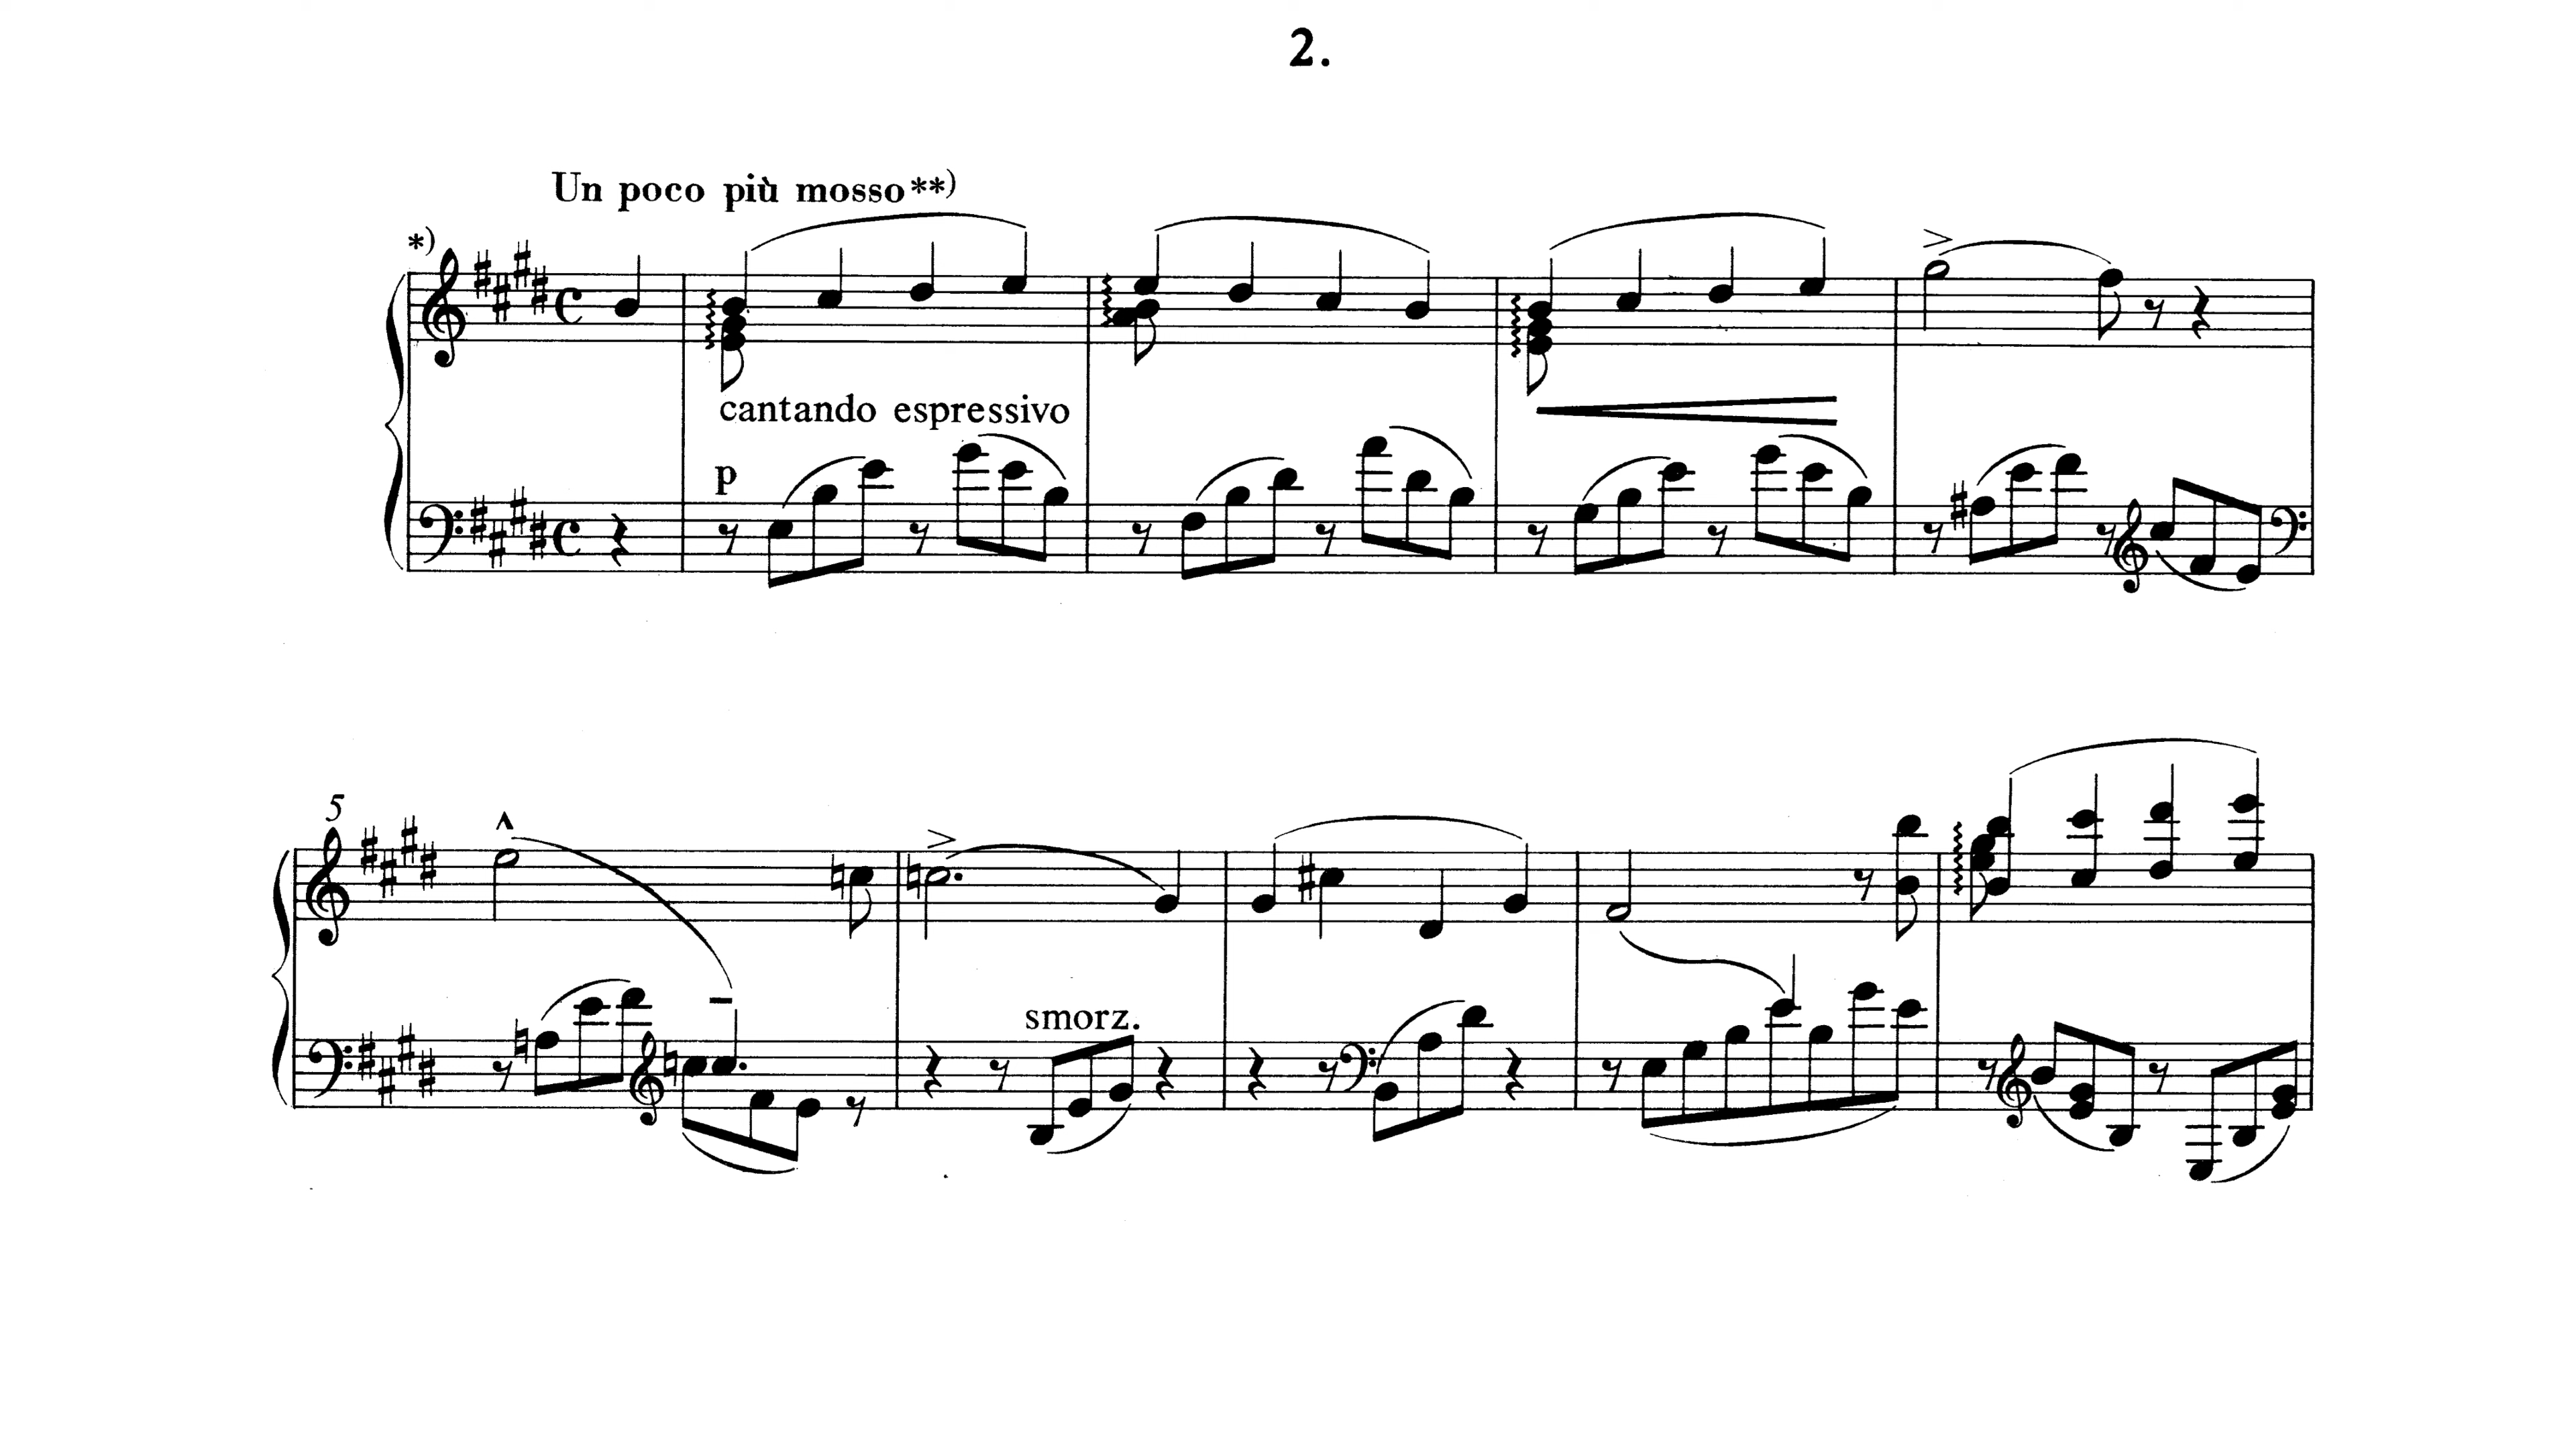 2.
Un poco più mosso**)
*)
cantando espressivo
p
5
smorz.